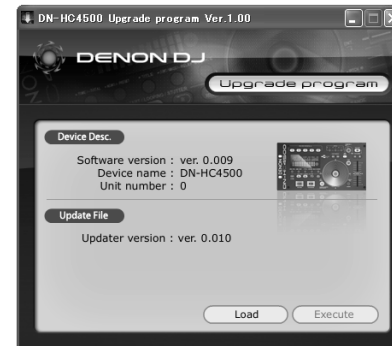 DN-HC4500 Upgrade program Ver.1.00
DENON DJ
Upgrade program
Device Desc.
Software version : ver. 0.009
Device name : DN-HC4500
Unit number : 0
Update File
Updater version : ver. 0.010
Load
Execute